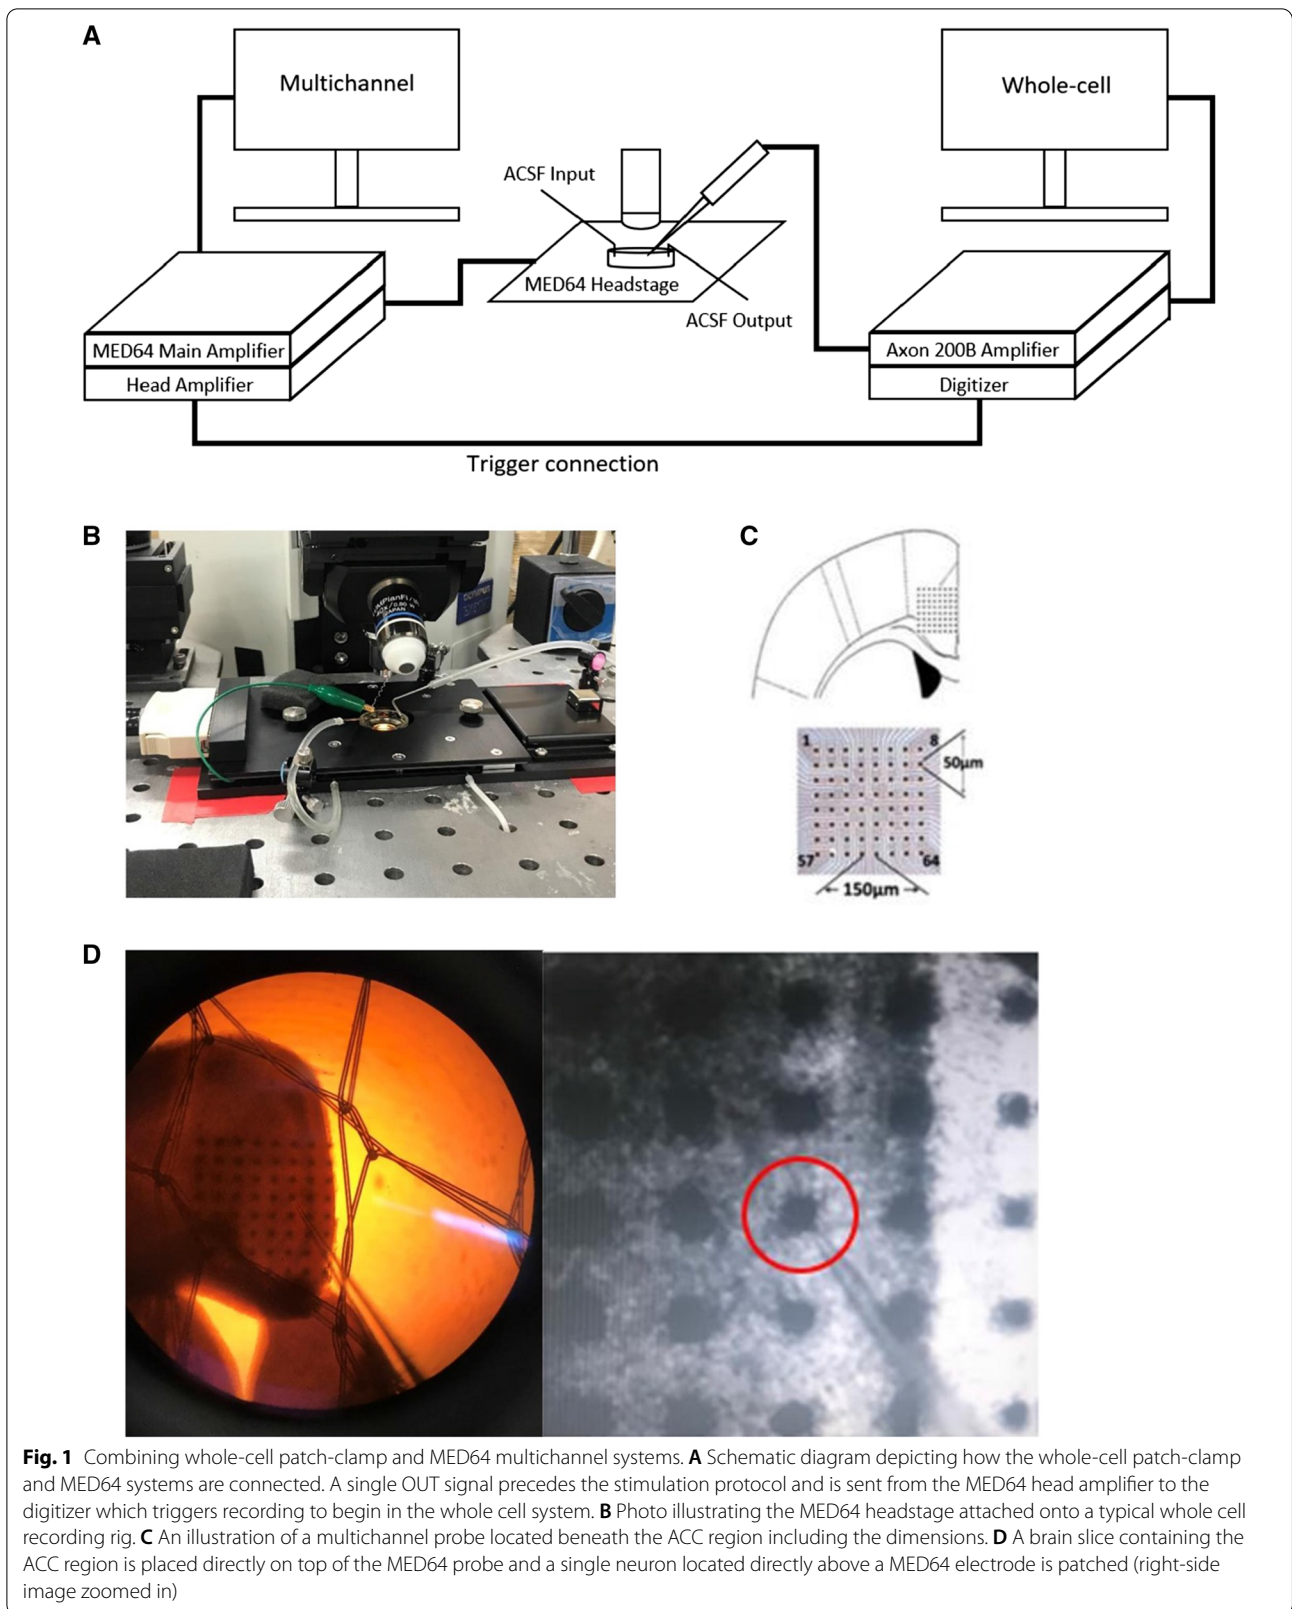 A
Multichannel
Whole-cell
ACSF Input
MED64 Headstage
ACSF Output
MED64 Main Amplifier
Head Amplifier
Axon 200B Amplifier
Digitizer
Trigger connection
B
C
1
8
50µm
57
64
150µm
D
Fig. 1 Combining whole-cell patch-clamp and MED64 multichannel systems. A Schematic diagram depicting how the whole-cell patch-clamp
and MED64 systems are connected. A single OUT signal precedes the stimulation protocol and is sent from the MED64 head amplifier to the
digitizer which triggers recording to begin in the whole cell system. B Photo illustrating the MED64 headstage attached onto a typical whole cell
recording rig. C An illustration of a multichannel probe located beneath the ACC region including the dimensions. D A brain slice containing the
ACC region is placed directly on top of the MED64 probe and a single neuron located directly above a MED64 electrode is patched (right-side
image zoomed in)